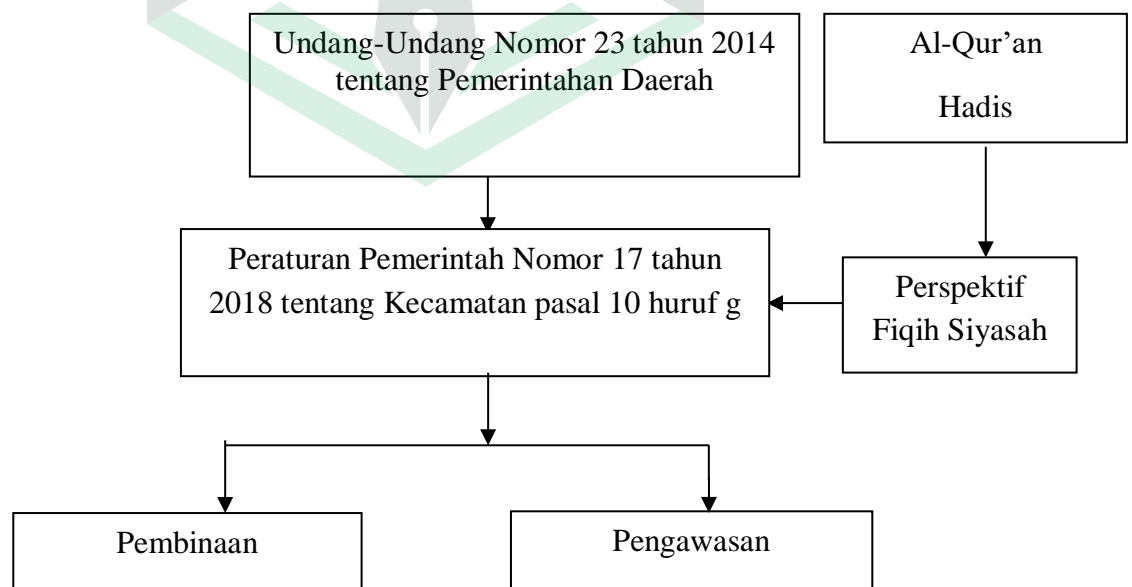 Undang-Undang Nomor 23 tahun 2014
tentang Pemerintahan Daerah
Al-Qur’an
Hadis
Peraturan Pemerintah Nomor 17 tahun
2018 tentang Kecamatan pasal 10 huruf g
Perspektif
Fiqih Siyasah
Pembinaan
Pengawasan